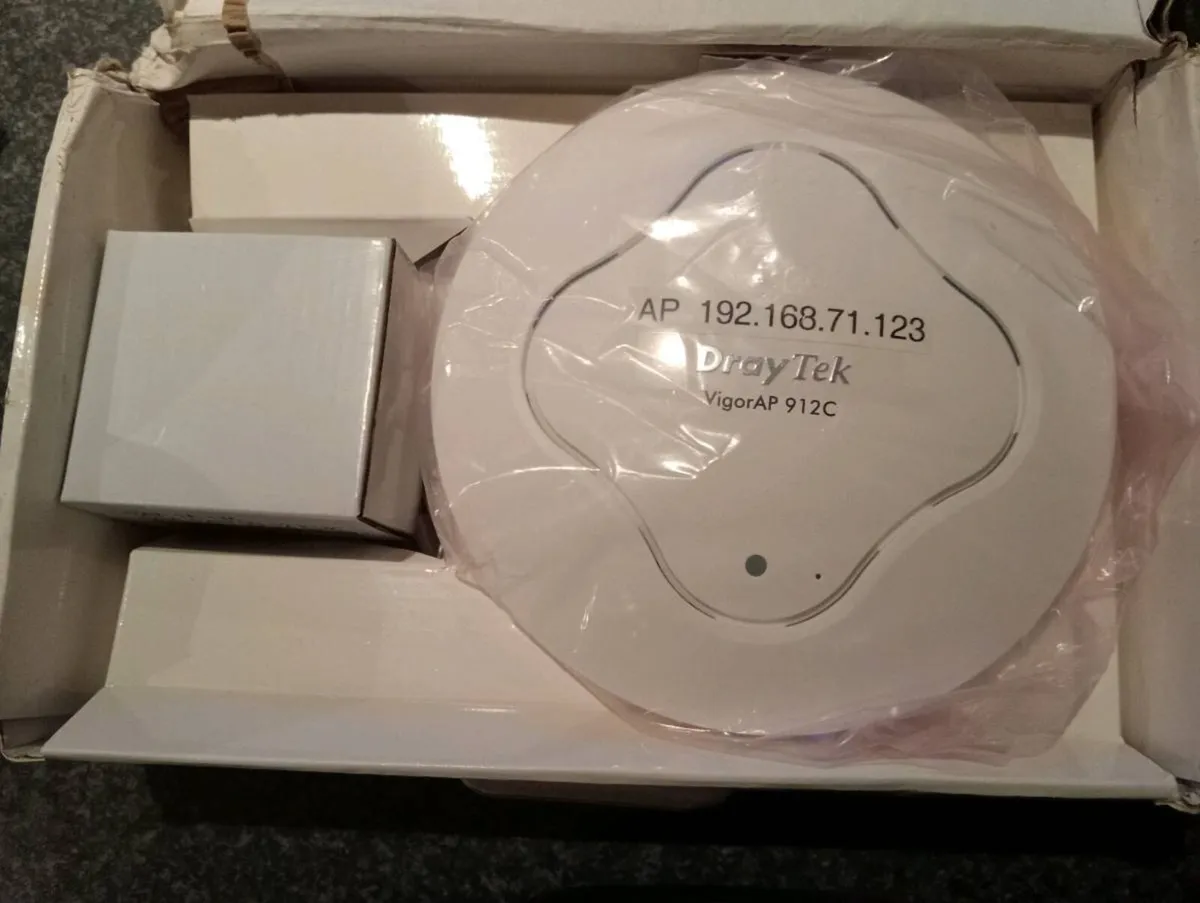 AP 192.168.71.123
DrayTek
VigorAP 912C